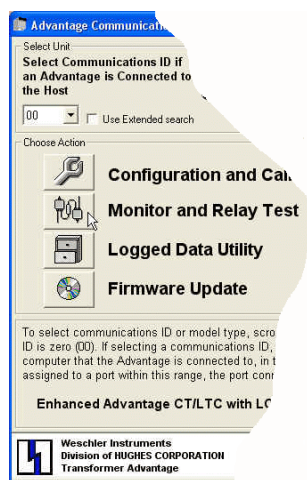 Advantage Communicati
Select Unit
Select Communications ID if
an Advantage is Connected to
the Host
00
Use Extended search
Choose Action
Configuration and Cali
Monitor and Relay Test
Logged Data Utility
Firmware Update
To select communications ID or model type, scro
ID is zero (00). If selecting a communications ID,
computer that the Advantage is connected to, in t
assigned to a port within this range, the port conn
Enhanced Advantage CT/LTC with LC
Weschler Instruments
Division of HUGHES CORPORATION
Transformer Advantage